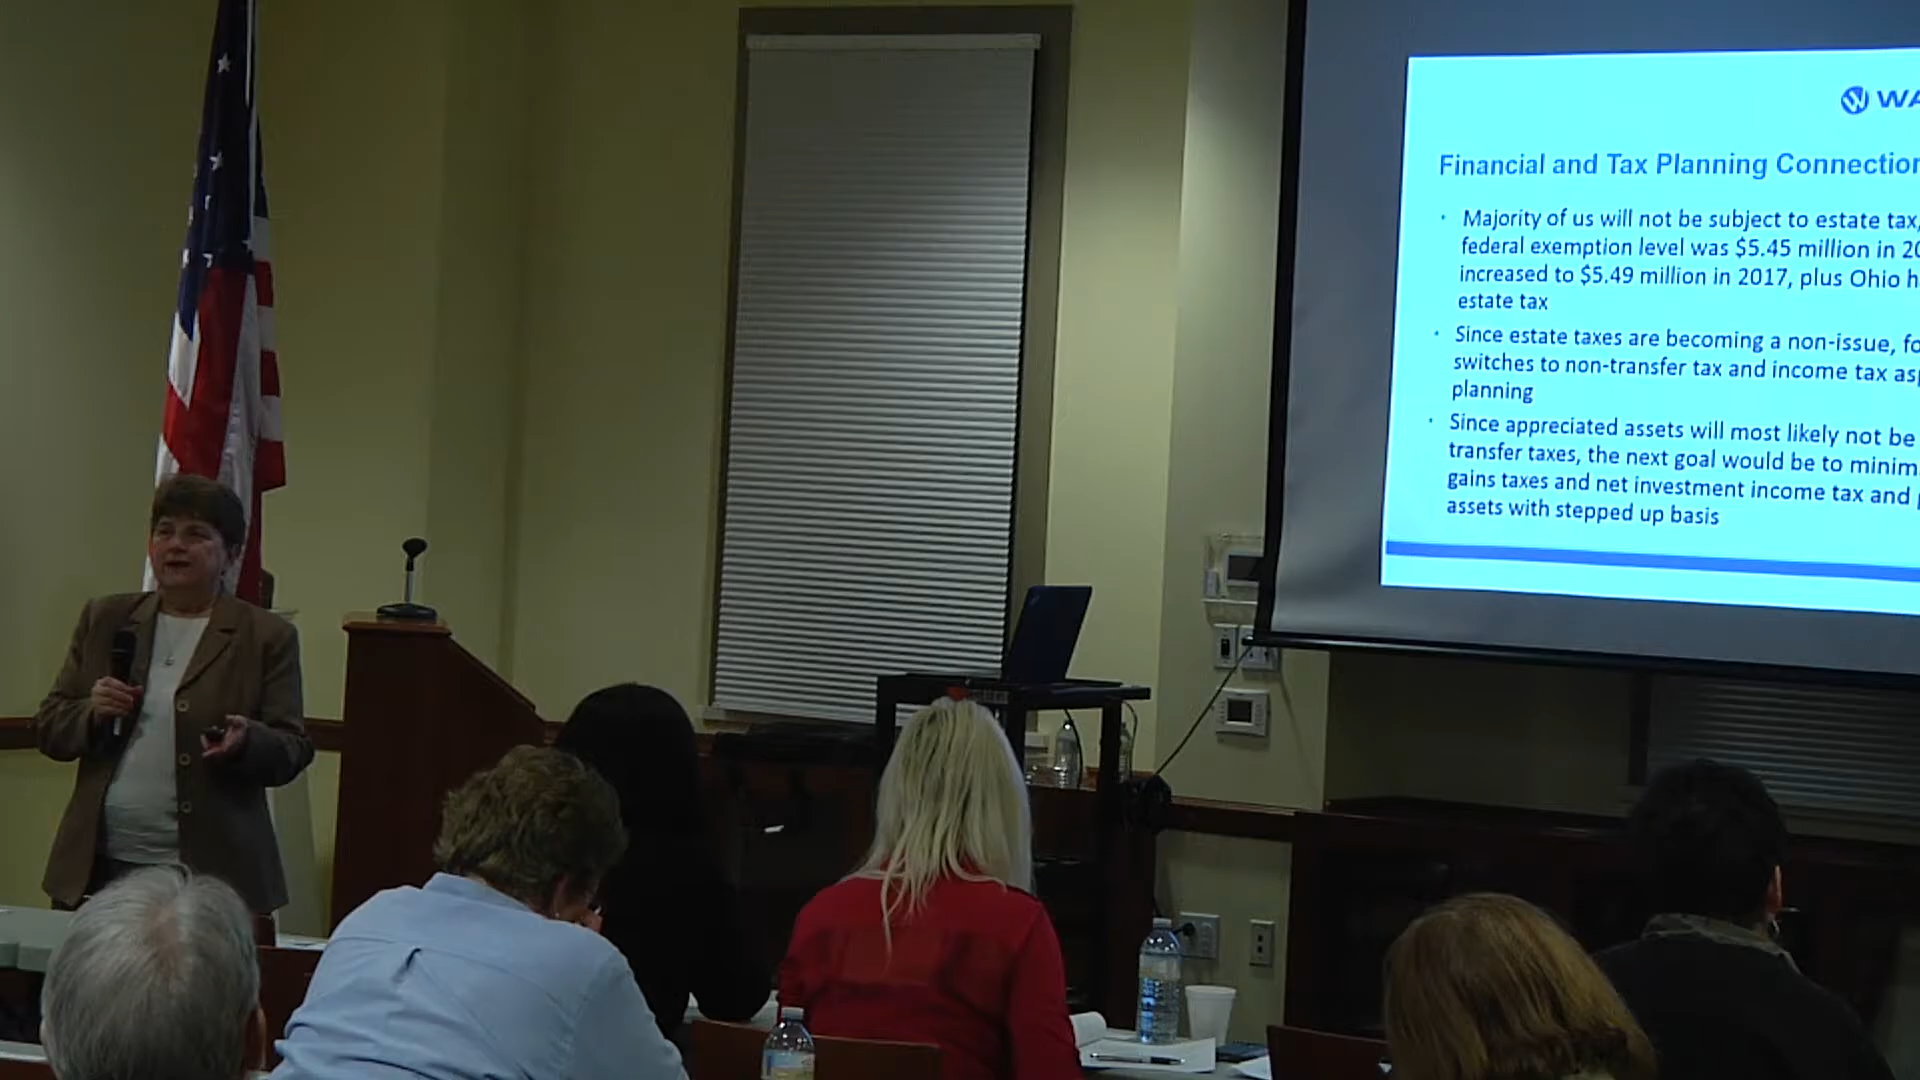 WA
Financial and Tax Planning Connection
Majority of us will not be subject to estate tax,
federal exemption level was $5.45 million in 20
increased to $5.49 million in 2017, plus Ohio h
estate tax
Since estate taxes are becoming a non-issue, fo
switches to non-transfer tax and income tax asp
planning
Since appreciated assets will most likely not be
transfer taxes, the next goal would be to minim
gains taxes and net investment income tax and
assets with stepped up basis